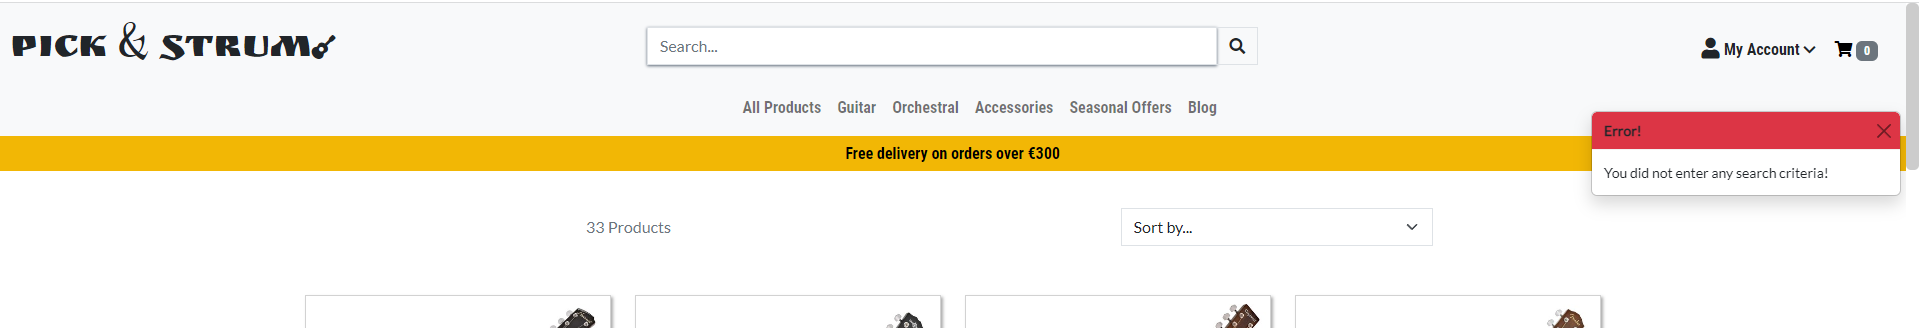 PICK & STRUM
Search...
My Account
0
All Products Guitar Orchestral Accessories Seasonal Offers Blog
Error!
Free delivery on orders over €300
You did not enter any search criteria!
33 Products
Sort by...